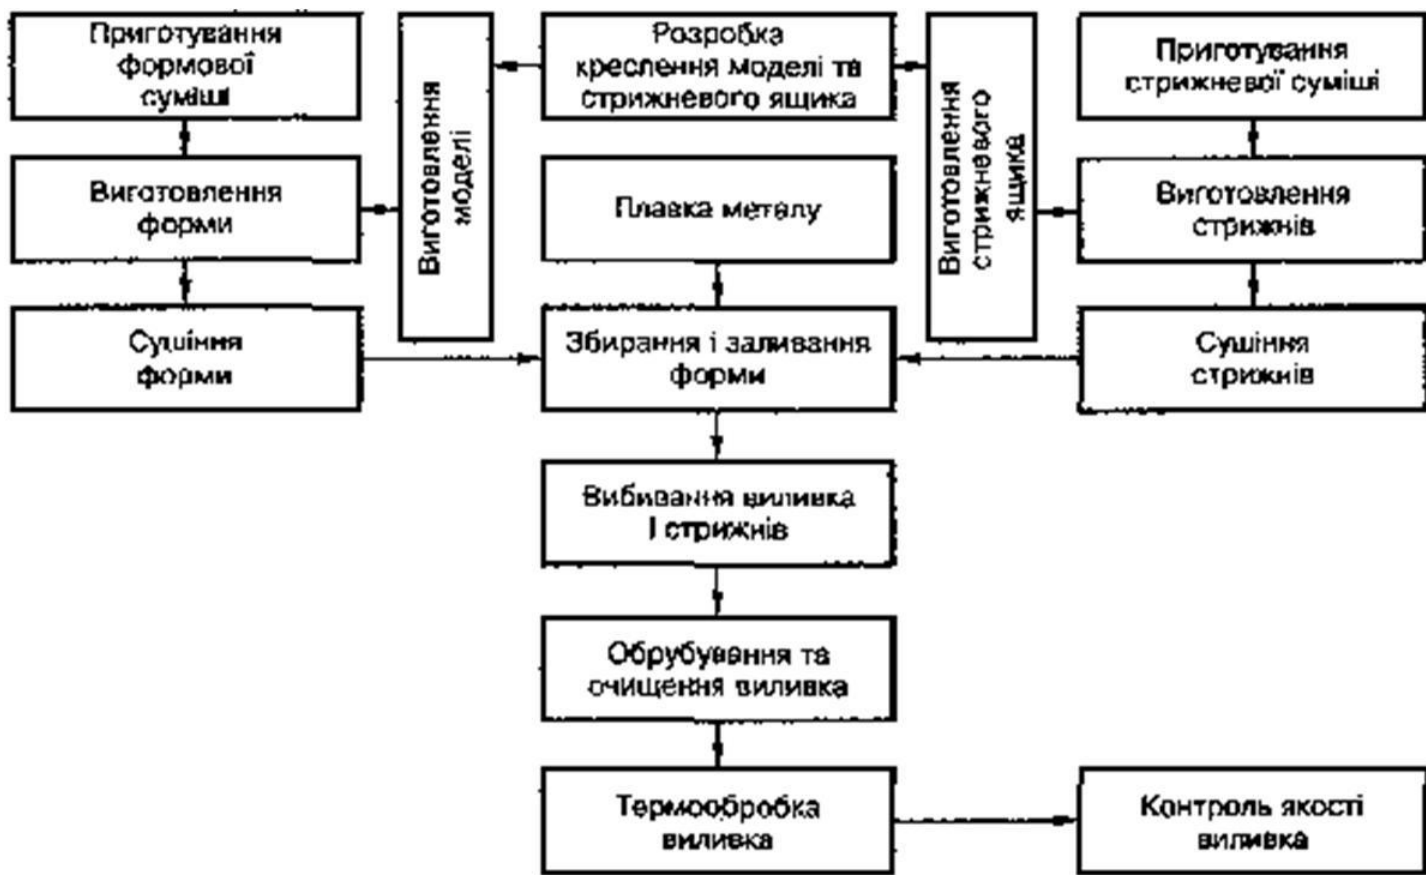 Приготування
формової
суміші
Виготовлення
моделі
Розробка
креслення моделі та
стрижневого ящика
Виготовлення
стрижневого
ящика
Приготування
стрижневої суміші
Виготовлення
форми
Плавка металу
Виготовлення
стрижнів
Сушіння
форми
Збирання і заливання
форми
Сушіння
стрижнів
Вибивання виливка
І стрижнів
Обрубування та
очищення виливка
Термообробка
виливка
Контроль якості
виливка